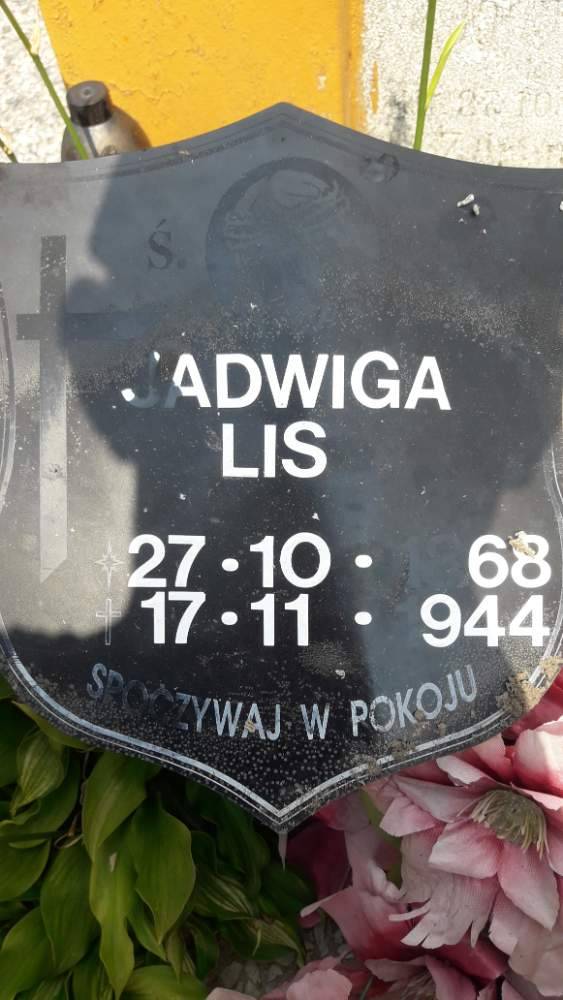 Ś.
JADWIGA
LIS
27·10· 68
17·11· 944
SPOCZYWAJ W POKOJU